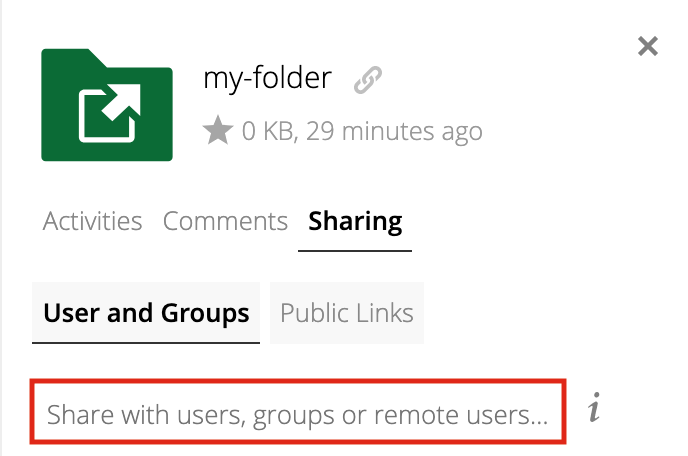 my-folder
0 KB, 29 minutes ago
Activities Comments Sharing
User and Groups Public Links
Share with users, groups or remote users... i